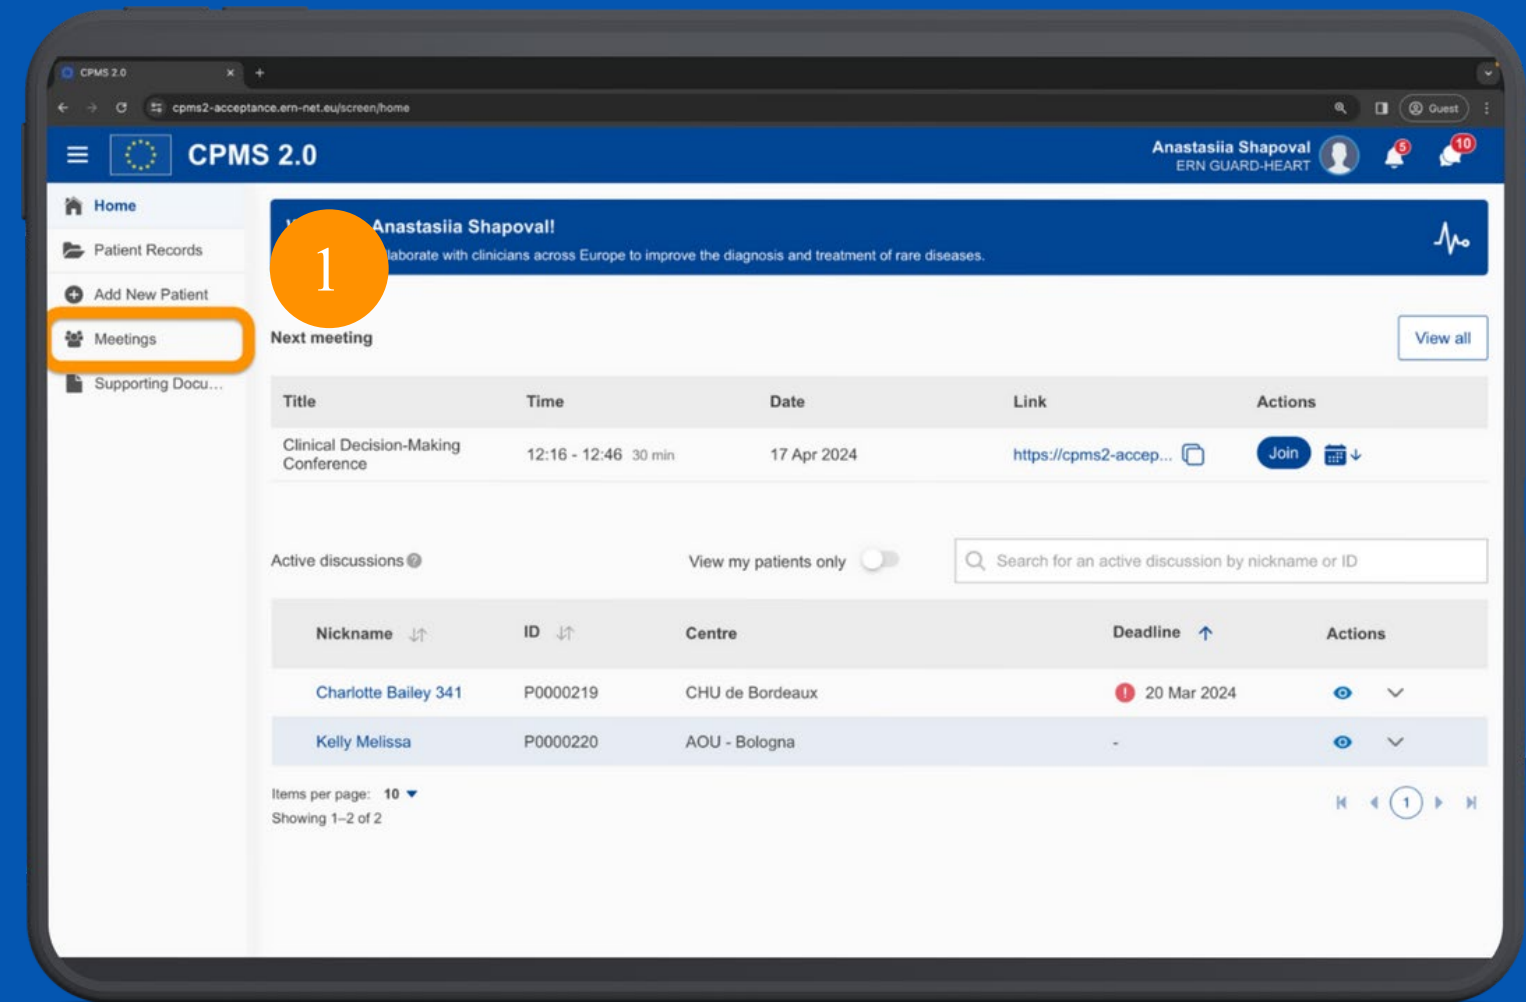 CPMS 2.0
cpms2-acceptance.ern-net.eu/screen/home
Guest
CPMS 2.0
Anastasiia Shapoval
ERN GUARD-HEART
5
10
Home
Patient Records
Add New Patient
Meetings
Supporting Docu...
1
Anastasiia Shapoval!
clinicians across Europe to improve the diagnosis and treatment of rare diseases.
Next meeting
View all
Title Time Date Link Actions
Clinical Decision-Making
Conference
12:16 - 12:46 30 min 17 Apr 2024 https://cpms2-accep... Join
Active discussions
View my patients only
Search for an active discussion by nickname or ID
Nickname ID Centre Deadline Actions
Charlotte Bailey 341 P0000219 CHU de Bordeaux 20 Mar 2024
Kelly Melissa P0000220 AOU - Bologna -
Items per page: 10
1
Showing 1–2 of 2